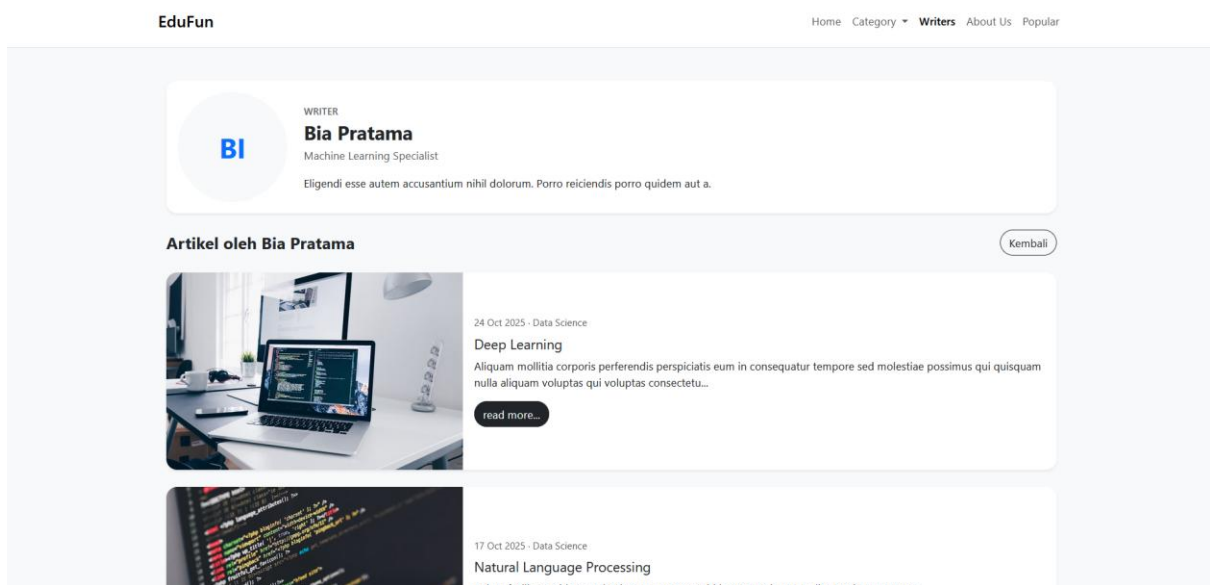 EduFun
Home Category Writers About Us Popular
BI
WRITER
Bia Pratama
Machine Learning Specialist
Eligendi esse autem accusantium nihil dolorum. Porro reiciendis porro quidem aut a.
Artikel oleh Bia Pratama
Kembali
24 Oct 2025 · Data Science
Deep Learning
Aliquam mollitia corporis perferendis perspiciatis eum in consequatur tempore sed molestiae possimus qui quisquam
nulla aliquam voluptas qui voluptas consectetu...
read more...
17 Oct 2025 · Data Science
Natural Language Processing